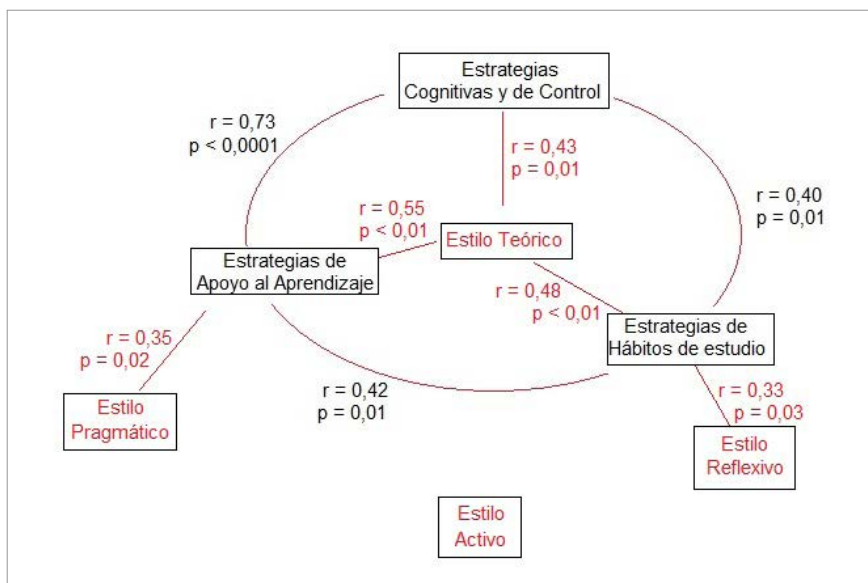 Estrategias
Cognitivas y de Control
r = 0,73
p < 0,0001
r = 0,43
p = 0,01
r = 0,40
p = 0,01
r = 0,55
p < 0,01
Estilo Teórico
Estrategias de
Apoyo al Aprendizaje
r = 0,48
p < 0,01
Estrategias de
Hábitos de estudio
r = 0,35
p = 0,02
r = 0,42
p = 0,01
r = 0,33
p = 0,03
Estilo
Pragmático
Estilo
Reflexivo
Estilo
Activo